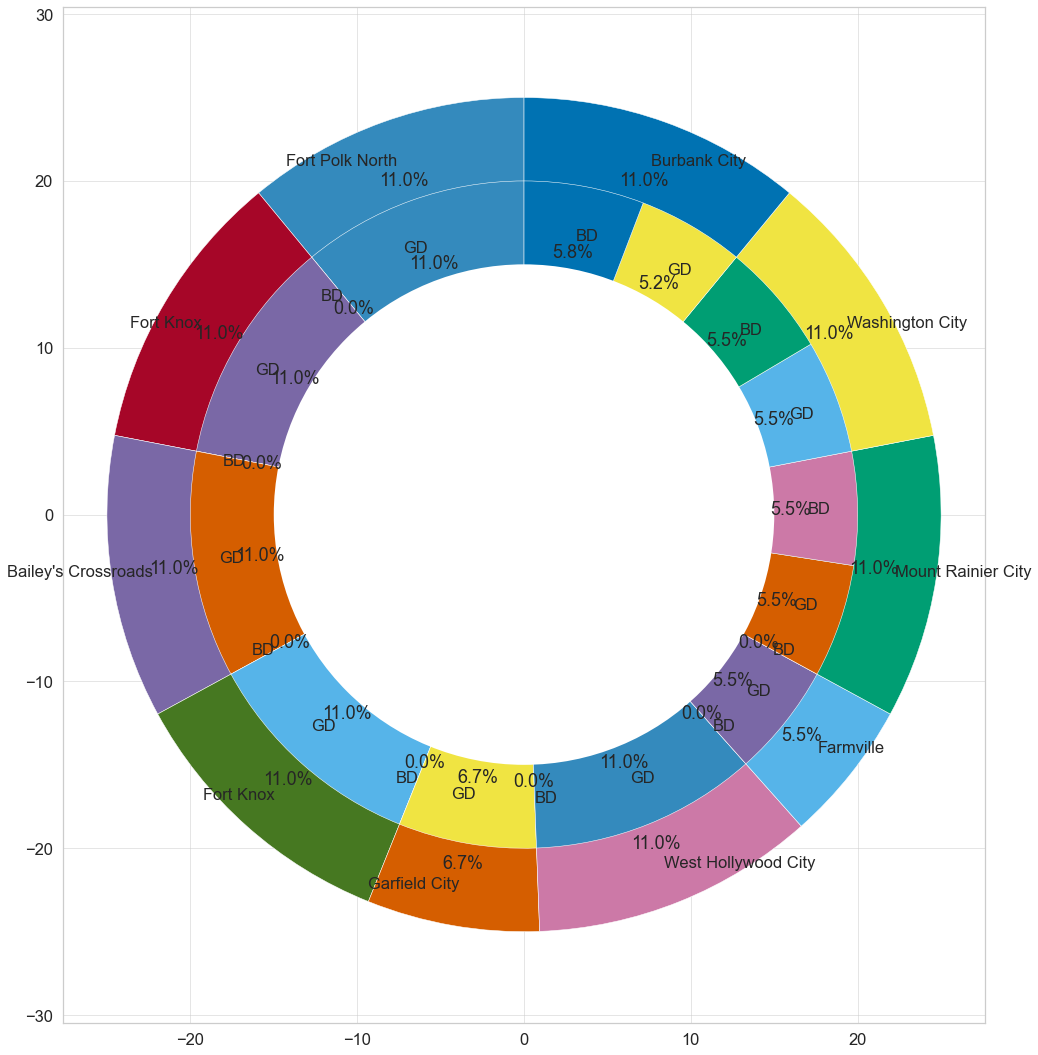 30
20
10
0
−10
−20
−30
−20
−10
0
10
20
Fort Polk North
11.0%
Burbank City
11.0%
GD
11.0%
BD
5.8%
GD
5.2%
BD
0.0%
Fort Knox
11.0%
BD
5.5%
Washington City
11.0%
GD
11.0%
GD
5.5%
BD
0.0%
5.5%
BD
Bailey's Crossroads
11.0%
GD
11.0%
Mount Rainier City
11.0%
5.5%
GD
BD
0.0%
0.0%
BD
5.5%
GD
GD
11.0%
0.0%
BD
5.5%
Farmville
Fort Knox
11.0%
BD
0.0%
GD
6.7%
0.0%
BD
11.0%
GD
Garfield City
6.7%
11.0%
West Hollywood City